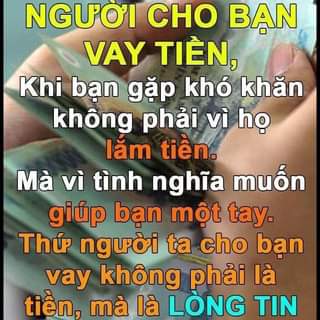 NGƯỜI CHO BẠN
VAY TIỀN,
Khi bạn gặp khó khăn
không phải vì họ
lắm tiền.
Mà vì tình nghĩa muốn
giúp bạn một tay.
Thứ người ta cho bạn
vay không phải là
tiền, mà là LÒNG TIN